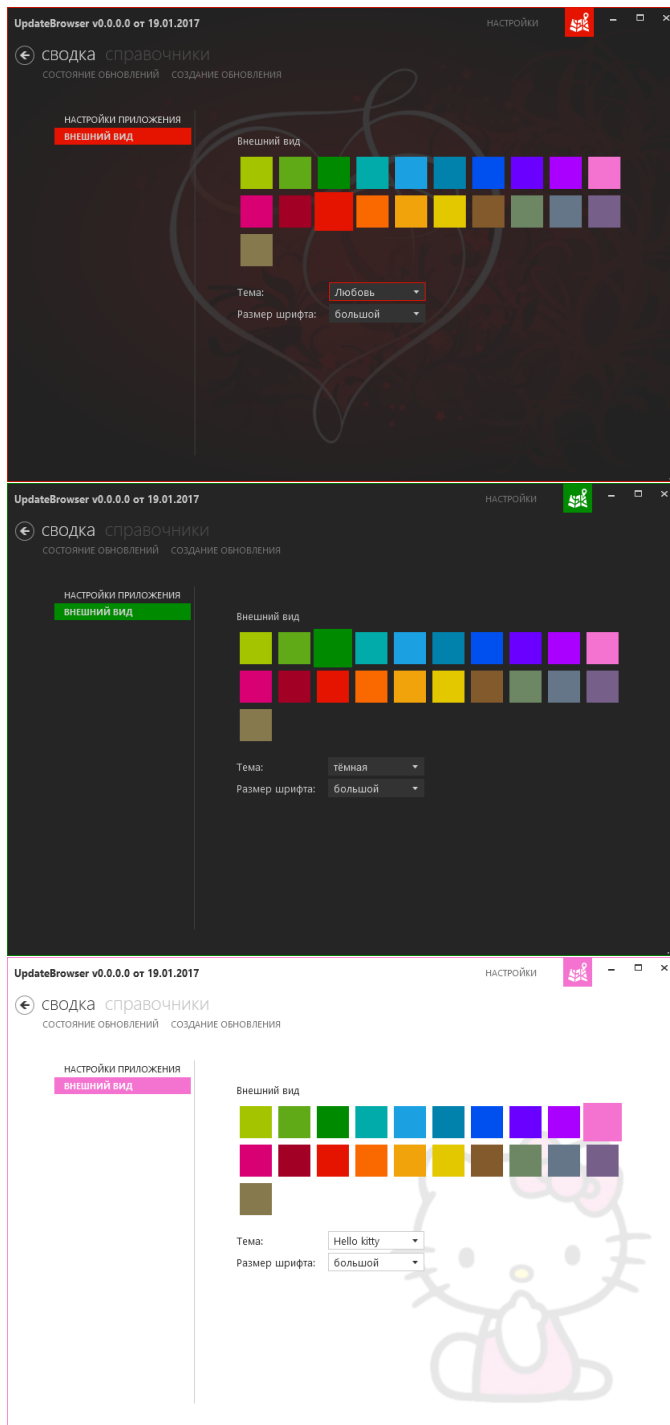 UpdateBrowser v0.0.0.0 от 19.01.2017 НАСТРОЙКИ
сводка справочники
СОСТОЯНИЕ ОБНОВЛЕНИЙ СОЗДАНИЕ ОБНОВЛЕНИЯ
НАСТРОЙКИ ПРИЛОЖЕНИЯ
ВНЕШНИЙ ВИД
Внешний вид
Тема: Любовь
Размер шрифта: большой
UpdateBrowser v0.0.0.0 от 19.01.2017 НАСТРОЙКИ
сводка справочники
СОСТОЯНИЕ ОБНОВЛЕНИЙ СОЗДАНИЕ ОБНОВЛЕНИЯ
НАСТРОЙКИ ПРИЛОЖЕНИЯ
ВНЕШНИЙ ВИД
Внешний вид
Тема: тёмная
Размер шрифта: большой
UpdateBrowser v0.0.0.0 от 19.01.2017 НАСТРОЙКИ
сводка справочники
СОСТОЯНИЕ ОБНОВЛЕНИЙ СОЗДАНИЕ ОБНОВЛЕНИЯ
НАСТРОЙКИ ПРИЛОЖЕНИЯ
ВНЕШНИЙ ВИД
Внешний вид
Тема: Hello kitty
Размер шрифта: большой